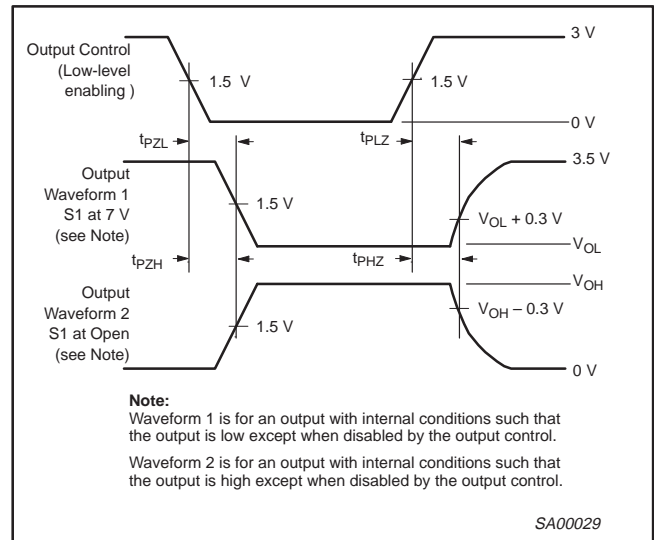 Output Control
(Low-level
enabling )
3 V
1.5 V
1.5 V
0 V
tPZL
tPLZ
3.5 V
Output
Waveform 1
S1 at 7 V
(see Note)
1.5 V
VOL + 0.3 V
VOL
tPZH
tPHZ
VOH
Output
Waveform 2
S1 at Open
(see Note)
1.5 V
VOH – 0.3 V
0 V
Note:
Waveform 1 is for an output with internal conditions such that
the output is low except when disabled by the output control.
Waveform 2 is for an output with internal conditions such that
the output is high except when disabled by the output control.
SA00029